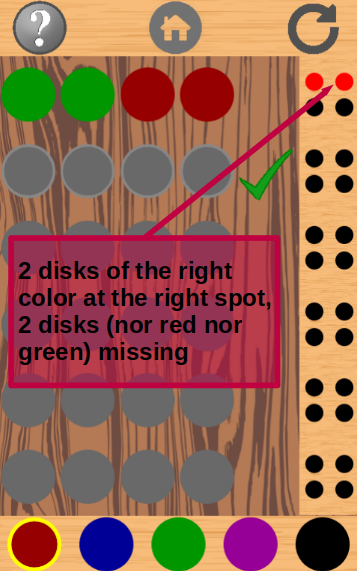 ?
2 disks of the right
color at the right spot,
2 disks (nor red nor
green) missing